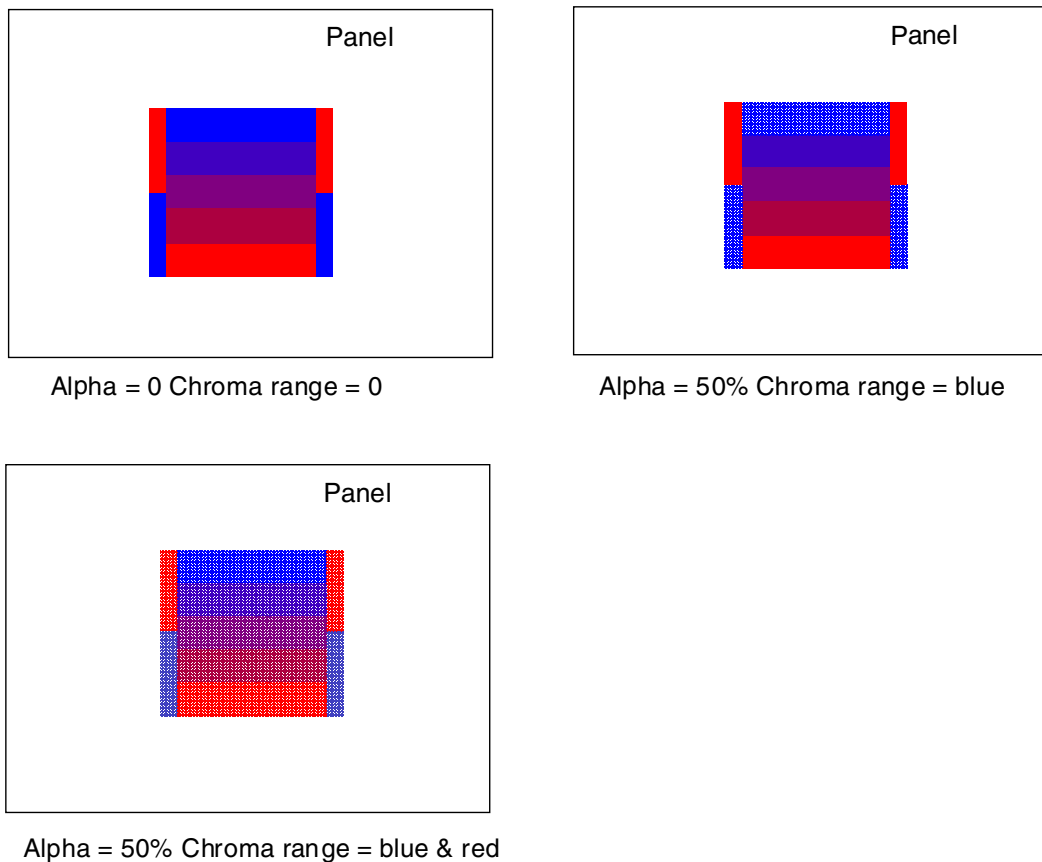 Panel
Panel
Alpha = 0 Chroma range = 0
Alpha = 50% Chroma range = blue
Panel
Alpha = 50% Chroma range = blue & red